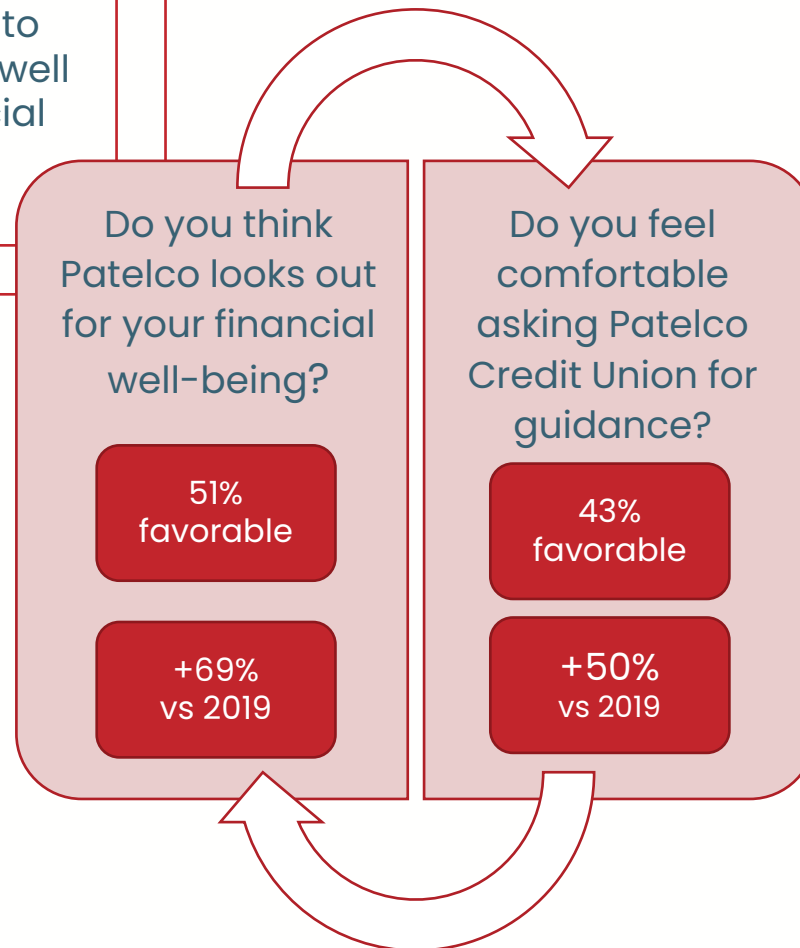 to
well
Do you think
Patelco looks out
for your financial
well-being?
51%
favorable
+69%
vs 2019
Do you feel
comfortable
asking Patelco
Credit Union for
guidance?
43%
favorable
+50%
vs 2019